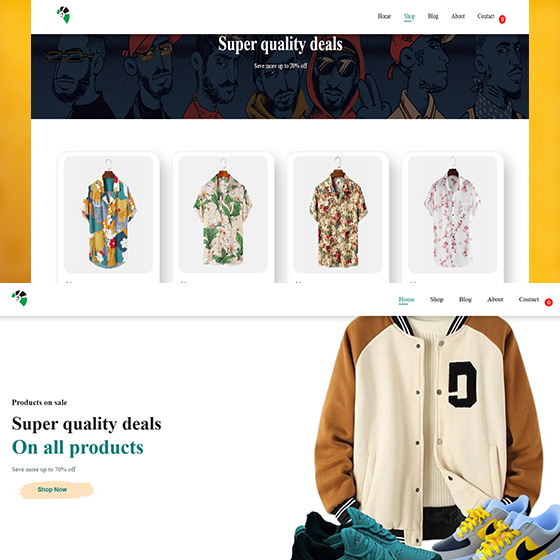 Home Shop Blog About Contact 0
Super quality deals
Save more up to 70% off
Home Shop Blog About Contact 0
Products on sale
Super quality deals
On all products
Save more up to 70% off
Shop Now